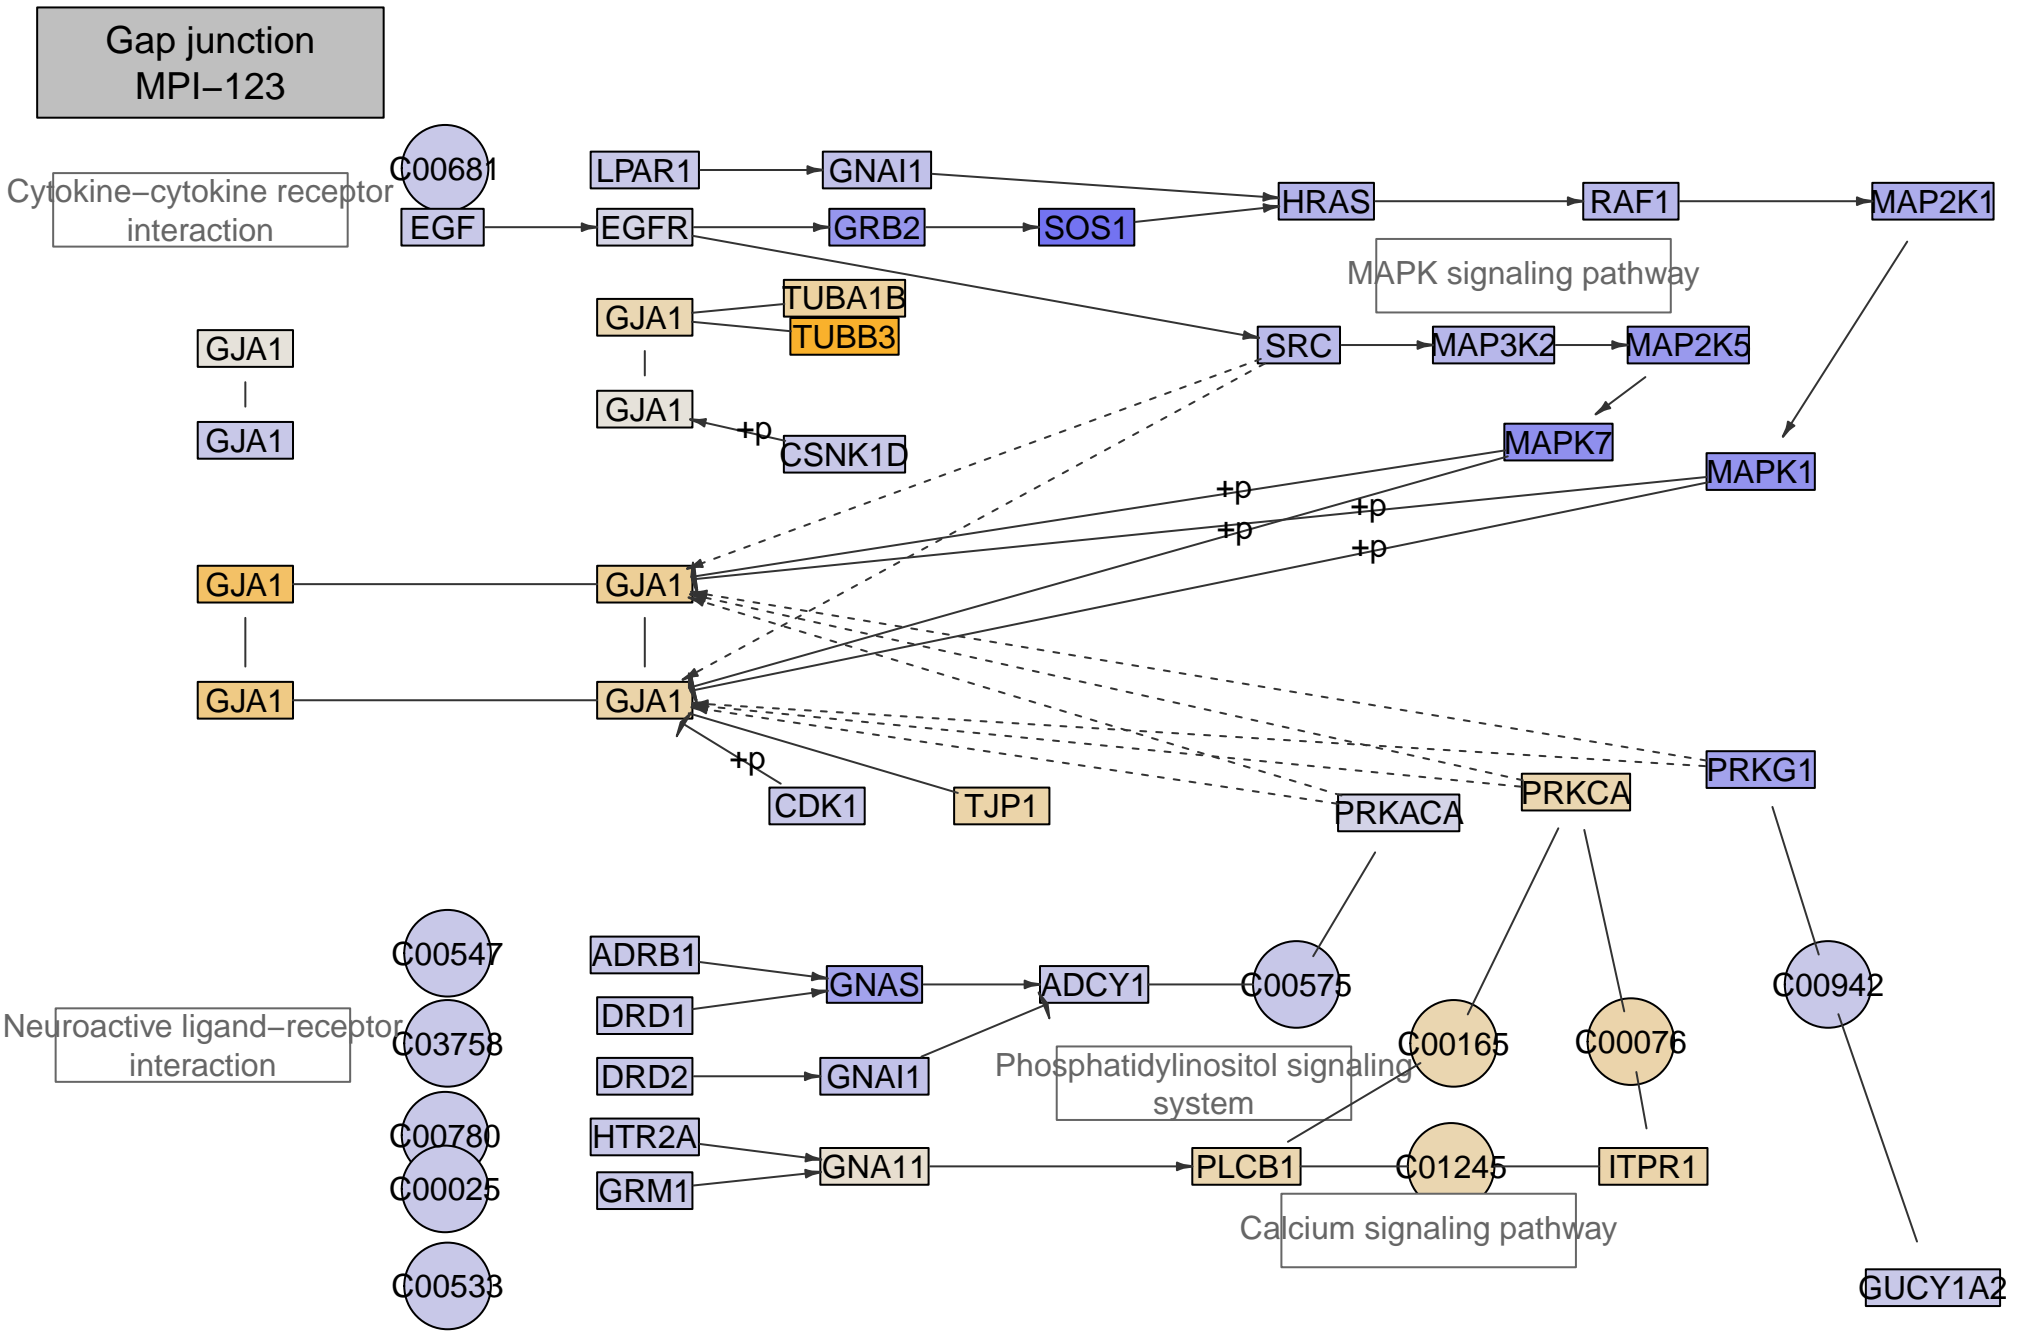 Gap junction
MPI−123
C00681
LPAR1
GNAI1
Cytokine−cytokine receptor
interaction
HRAS
RAF1
MAP2K1
EGF
EGFR
GRB2
SOS1
MAPK signaling pathway
TUBA1B
GJA1
TUBB3
GJA1
SRC
MAP3K2
MAP2K5
GJA1
+p
GJA1
CSNK1D
MAPK7
MAPK1
+p
+p
+p
+p
GJA1
GJA1
GJA1
GJA1
+p
PRKG1
CDK1
TJP1
PRKACA
PRKCA
C00547
ADRB1
GNAS
ADCY1
C00575
C00942
DRD1
Neuroactive ligand−receptor
interaction
C03758
C00165
C00076
DRD2
GNAI1
Phosphatidylinositol signaling
system
C00780
HTR2A
GNA11
PLCB1
C01245
ITPR1
C00025
GRM1
Calcium signaling pathway
C00533
GUCY1A2